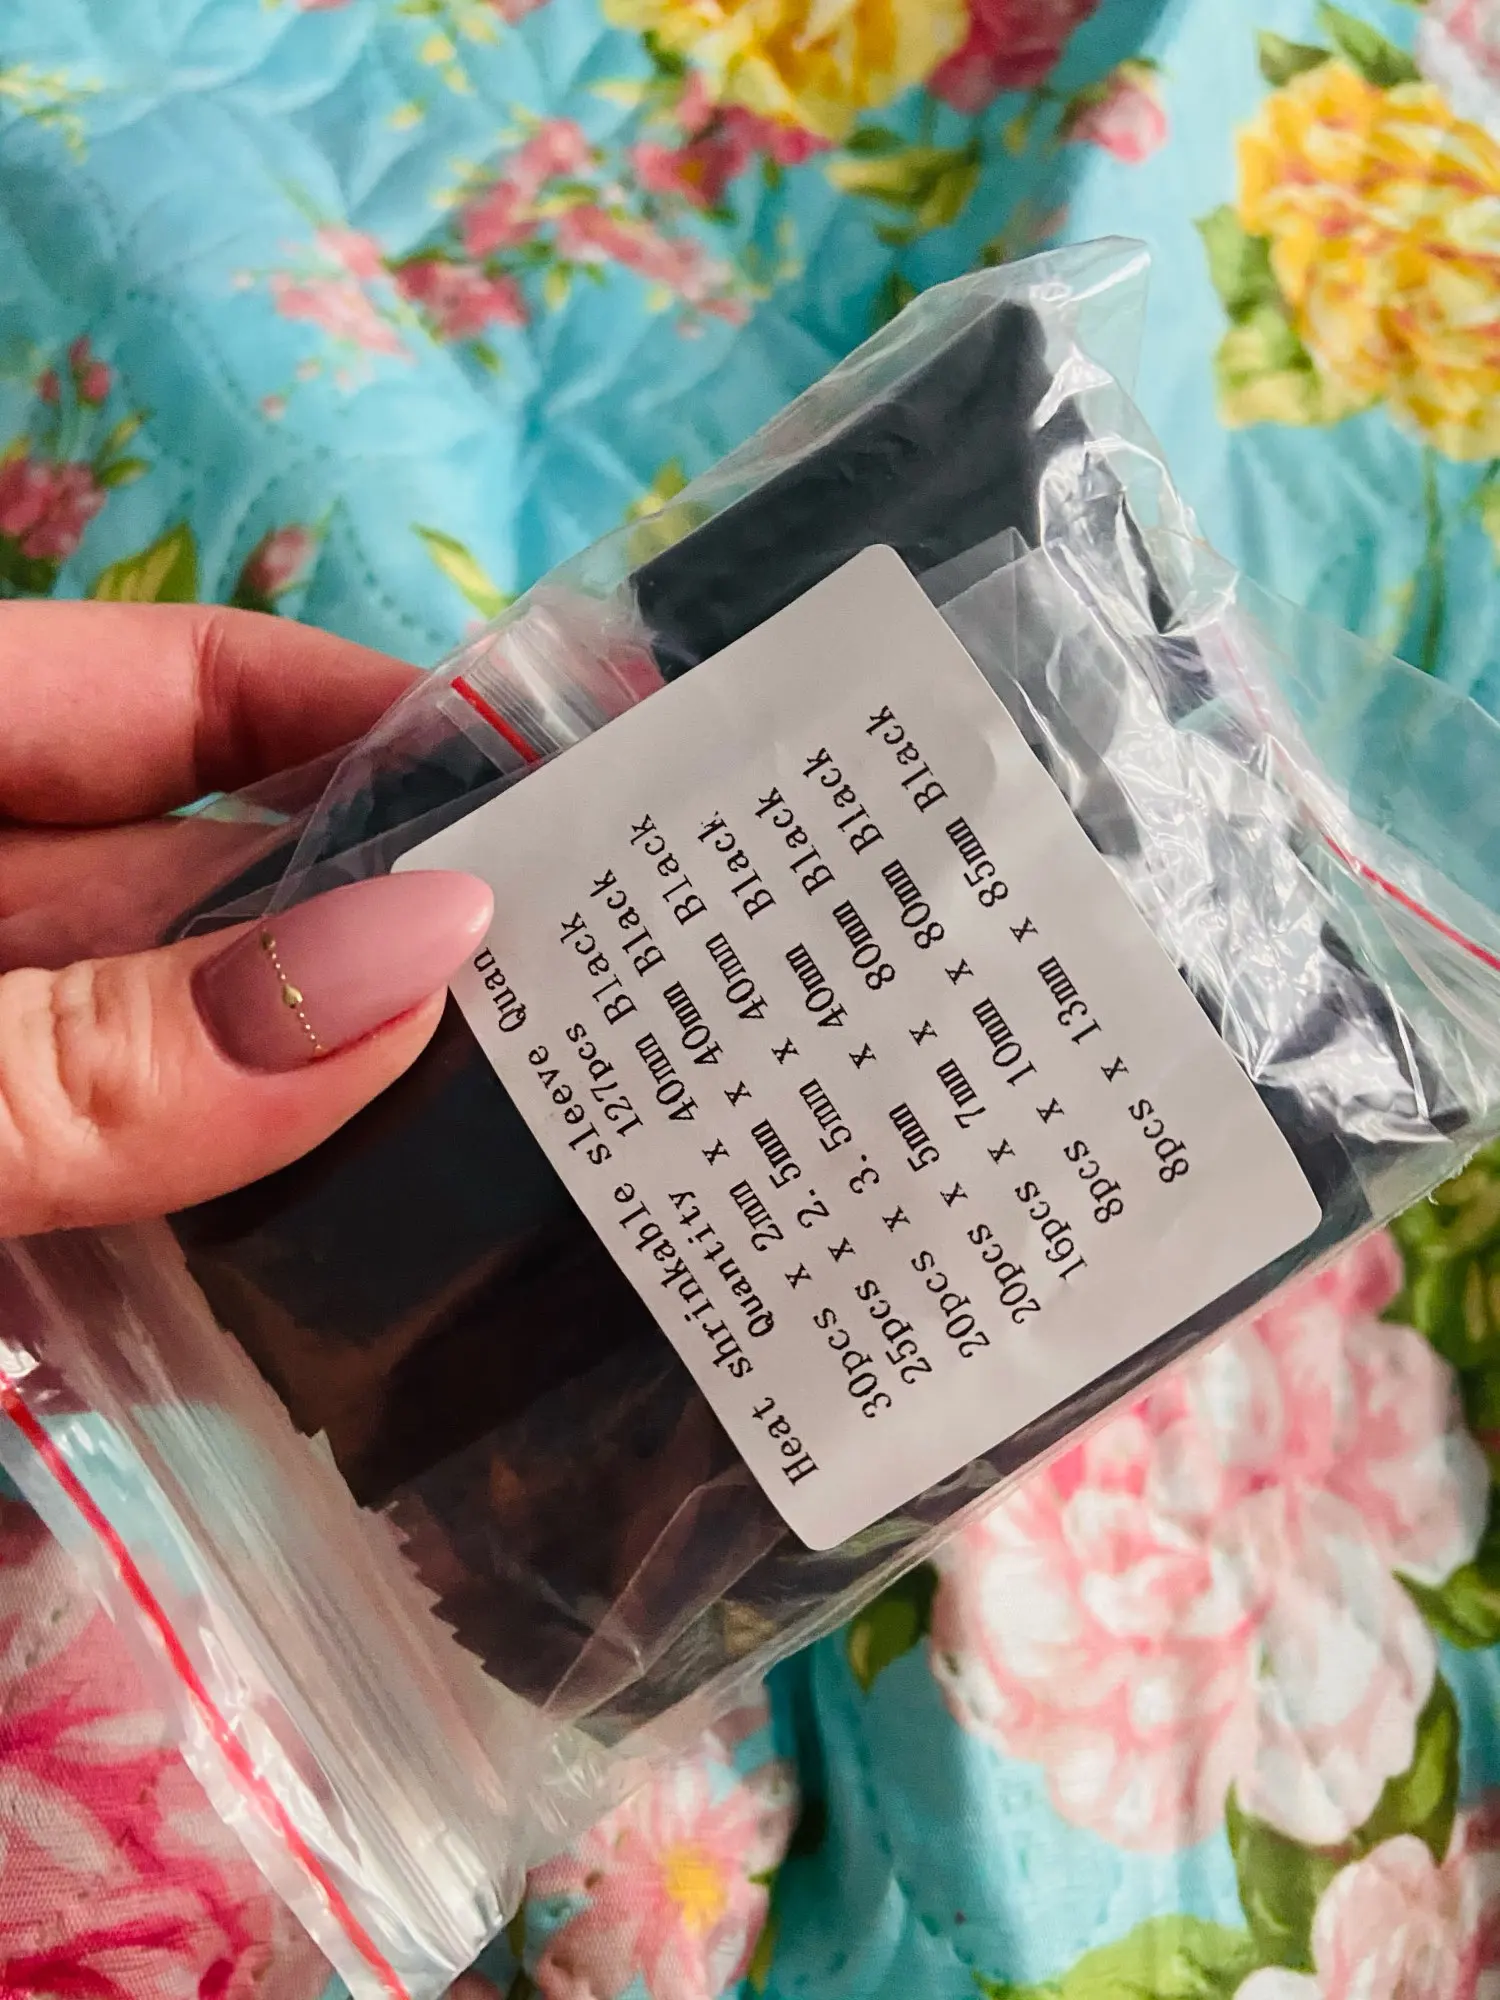 Heat shrinkable sleeve Quan
Quantity 127pcs
30pcs x 2mm x 40mm Black
25pcs x 2.5mm x 40mm Black
20pcs x 3.5mm x 40mm Black
20pcs x 5mm x 40mm Black
16pcs x 7mm x 80mm Black
8pcs x 10mm x 80mm Black
8pcs x 13mm x 85mm Black